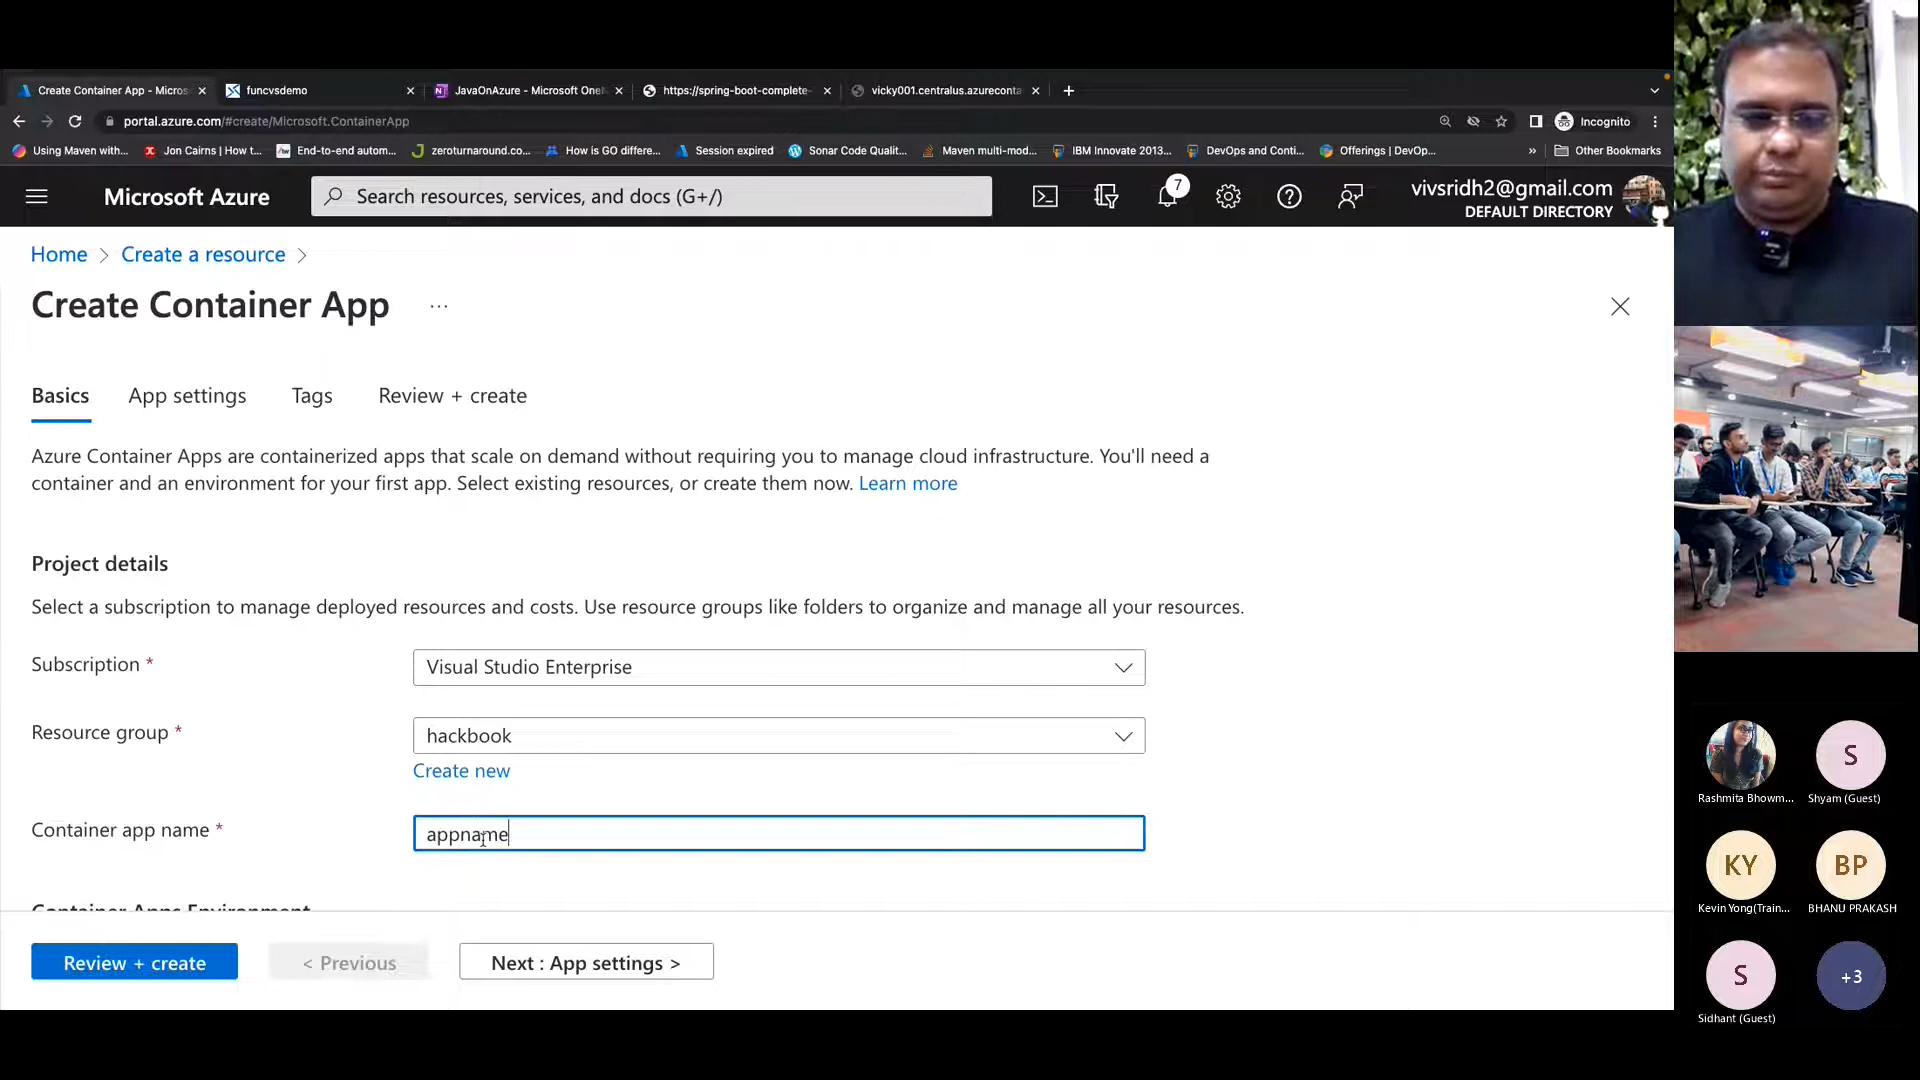 Create Container App - Micros
funcvsdemo
JavaOnAzure - Microsoft OneN
https://spring-boot-complete-
vicky001.centralus.azureconta
portal.azure.com/#create/Microsoft.ContainerApp
Incognito
Using Maven with...
Jon Cairns | How t...
End-to-end autom...
zeroturnaround.co...
How is GO differe...
Session expired
Sonar Code Qualit...
Maven multi-mod...
IBM Innovate 2013...
DevOps and Conti...
Offerings | DevOp...
»
Other Bookmarks
Microsoft Azure
Search resources, services, and docs (G+/)
7
vivsridh2@gmail.com
DEFAULT DIRECTORY
Home > Create a resource >
Create Container App ...
Basics
App settings
Tags
Review + create
Azure Container Apps are containerized apps that scale on demand without requiring you to manage cloud infrastructure. You'll need a
container and an environment for your first app. Select existing resources, or create them now. Learn more
Project details
Select a subscription to manage deployed resources and costs. Use resource groups like folders to organize and manage all your resources.
Subscription *
Visual Studio Enterprise
Resource group *
hackbook
Create new
Container app name *
appname
Container Apps Environment
Review + create
< Previous
Next : App settings >
Rashmita Bhowm...
S
Shyam (Guest)
KY
Kevin Yong(Train...
BP
BHANU PRAKASH
S
Sidhant (Guest)
+3